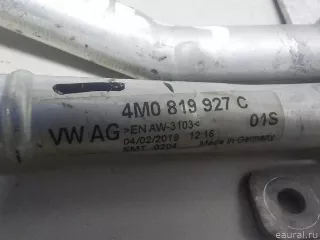 4M0 819 927 C
VW AG >EN AW-3103< 01S
04/02/2019 12:16
Made in Germany
eaural.ru